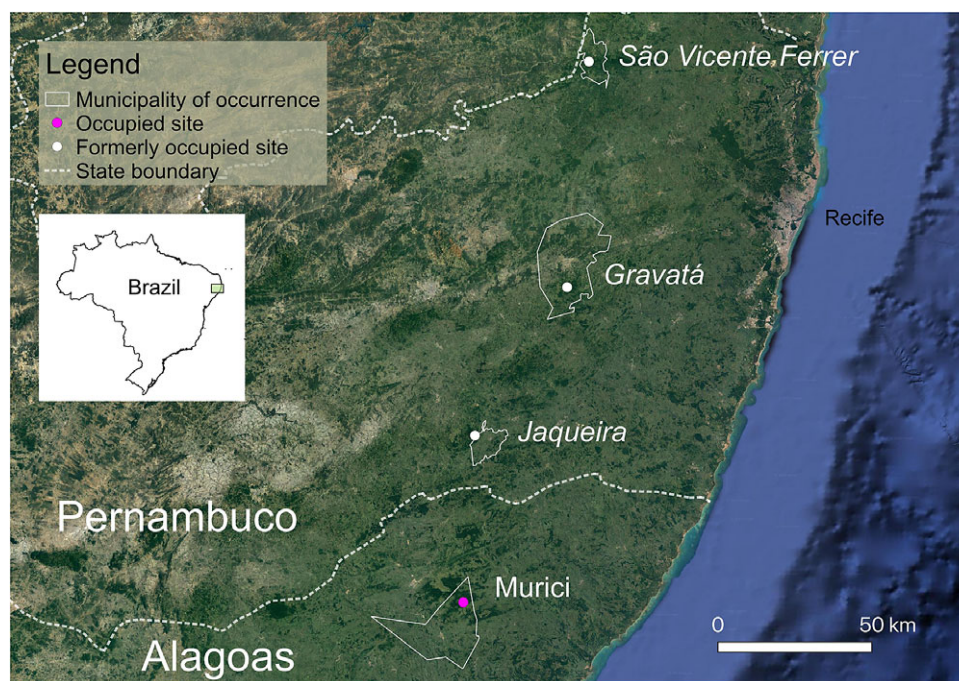 Legend
Municipality of occurrence
Occupied site
Formerly occupied site
State boundary
São Vicente Ferrer
Brazil
Recife
Gravatá
Jaqueira
Pernambuco
Murici
Alagoas
0 50 km